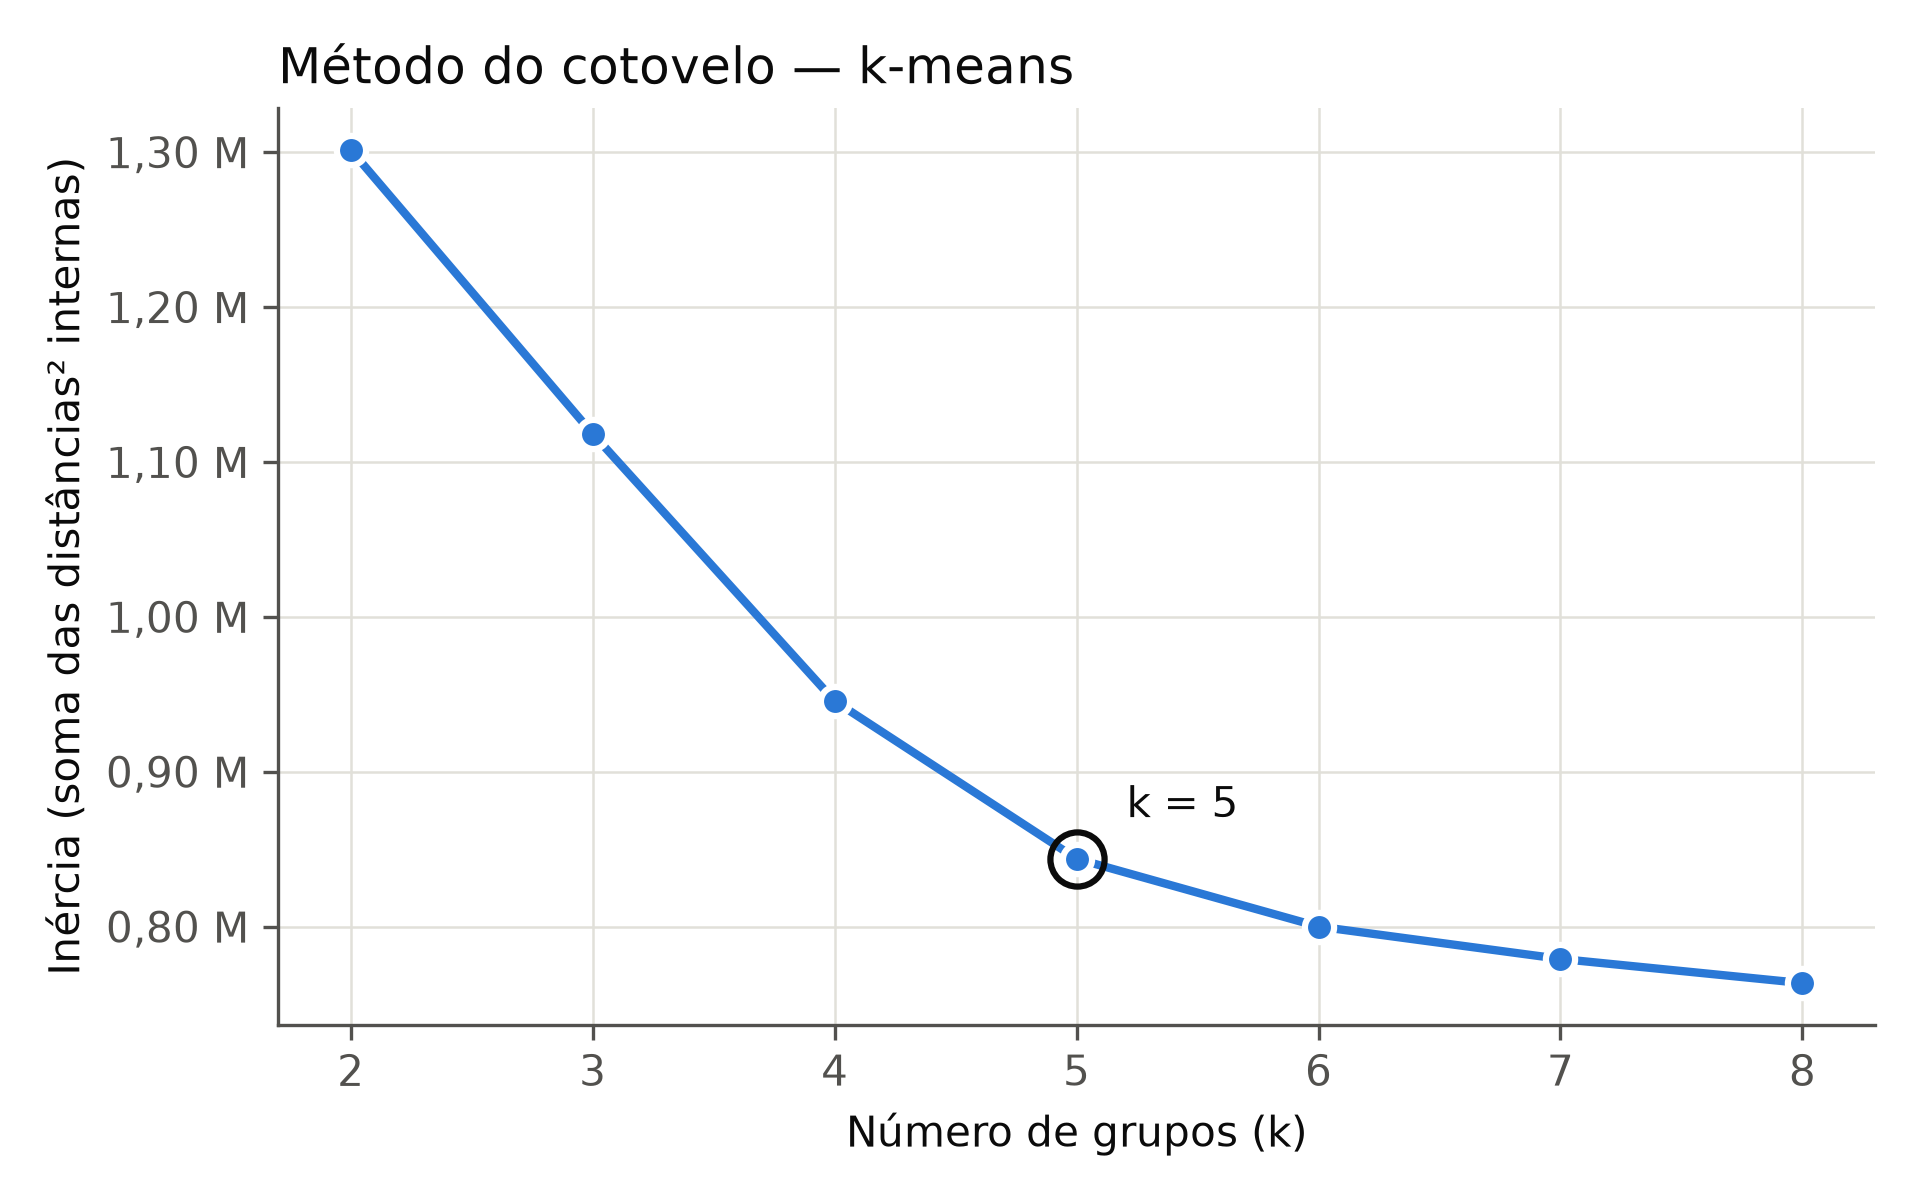 Método do cotovelo — k-means
Inércia (soma das distâncias² internas)
1,30 M
1,20 M
1,10 M
1,00 M
0,90 M
0,80 M
k = 5
2 3 4 5 6 7 8
Número de grupos (k)